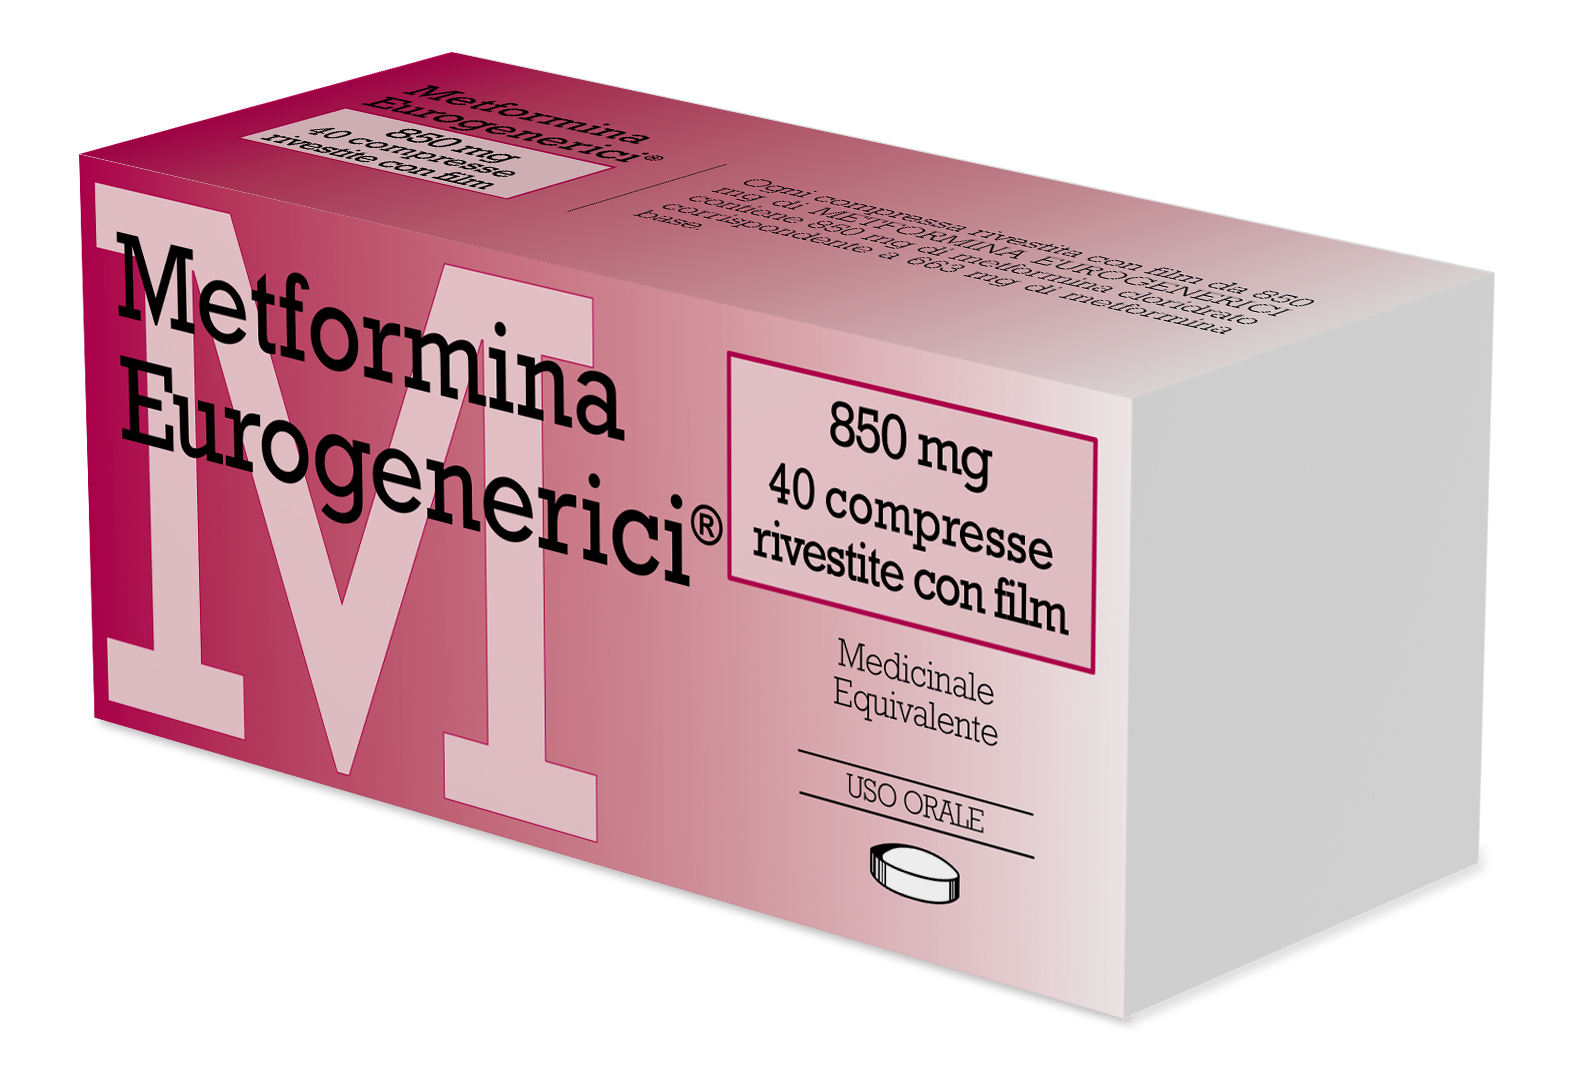 Metformina
Eurogenerici®
850 mg
40 compresse
rivestite con film
Ogni compressa rivestita con film da 850
mg di METFORMINA EUROGENERICI
contiene 850 mg di metformina cloridrato
corrispondente a 663 mg di metformina
base.
M
Metformina
Eurogenerici®
850 mg
40 compresse
rivestite con film
Medicinale
Equivalente
USO ORALE